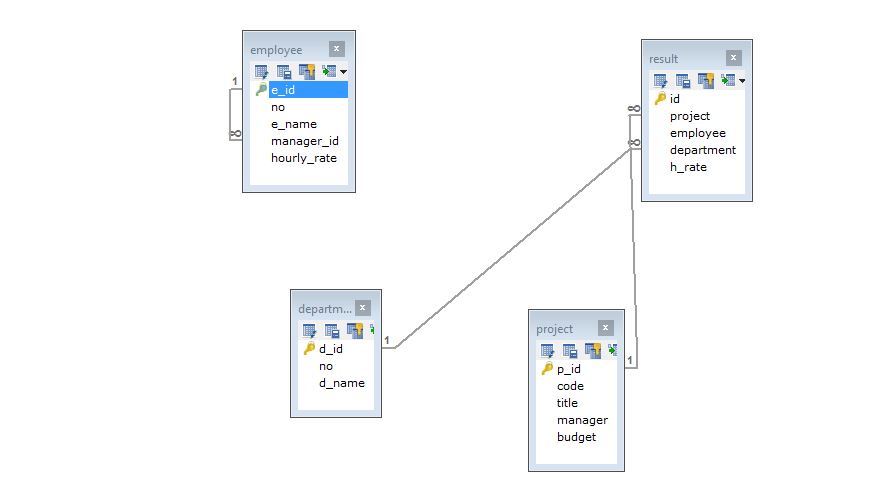 employee
1
e_id
no
e_name
∞
manager_id
hourly_rate
result
id
∞
project
employee
∞
department
h_rate
departm...
1
d_id
no
d_name
project
1
p_id
code
title
manager
budget